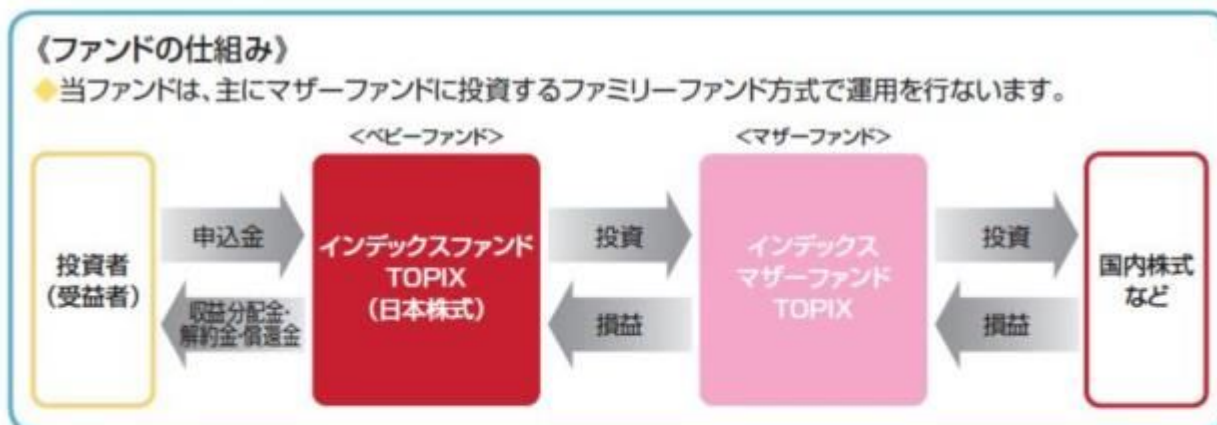 《ファンドの仕組み》
◆当ファンドは、主にマザーファンドに投資するファミリーファンド方式で運用を行ないます。
<ベビーファンド>
<マザーファンド>
投資者
(受益者)
申込金
収益分配金・
解約金・償還金
インデックスファンド
TOPIX
(日本株式)
投資
損益
インデックス
マザーファンド
TOPIX
投資
損益
国内株式
など